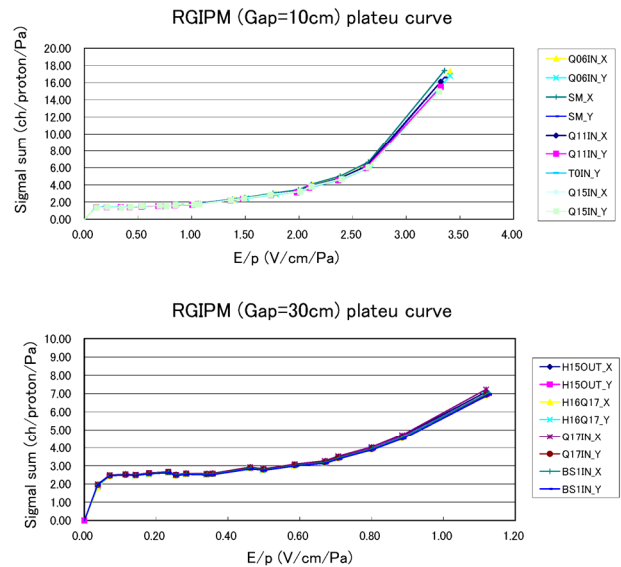 RGIPM (Gap=10cm) plateu curve
Sigmal sum (ch/proton/Pa)
20.00
18.00
16.00
14.00
12.00
10.00
8.00
6.00
4.00
2.00
0.00
0.00 0.50 1.00 1.50 2.00 2.50 3.00 3.50 4.00
E/p (V/cm/Pa)
Q06IN_X
Q06IN_Y
SM_X
SM_Y
Q11IN_X
Q11IN_Y
T0IN_Y
Q15IN_X
Q15IN_Y
RGIPM (Gap=30cm) plateu curve
Sigmal sum (ch/proton/Pa)
10.00
9.00
8.00
7.00
6.00
5.00
4.00
3.00
2.00
1.00
0.00
0.00 0.20 0.40 0.60 0.80 1.00 1.20
E/p (V/cm/Pa)
H15OUT_X
H15OUT_Y
H16Q17_X
H16Q17_Y
Q17IN_X
Q17IN_Y
BS1IN_X
BS1IN_Y